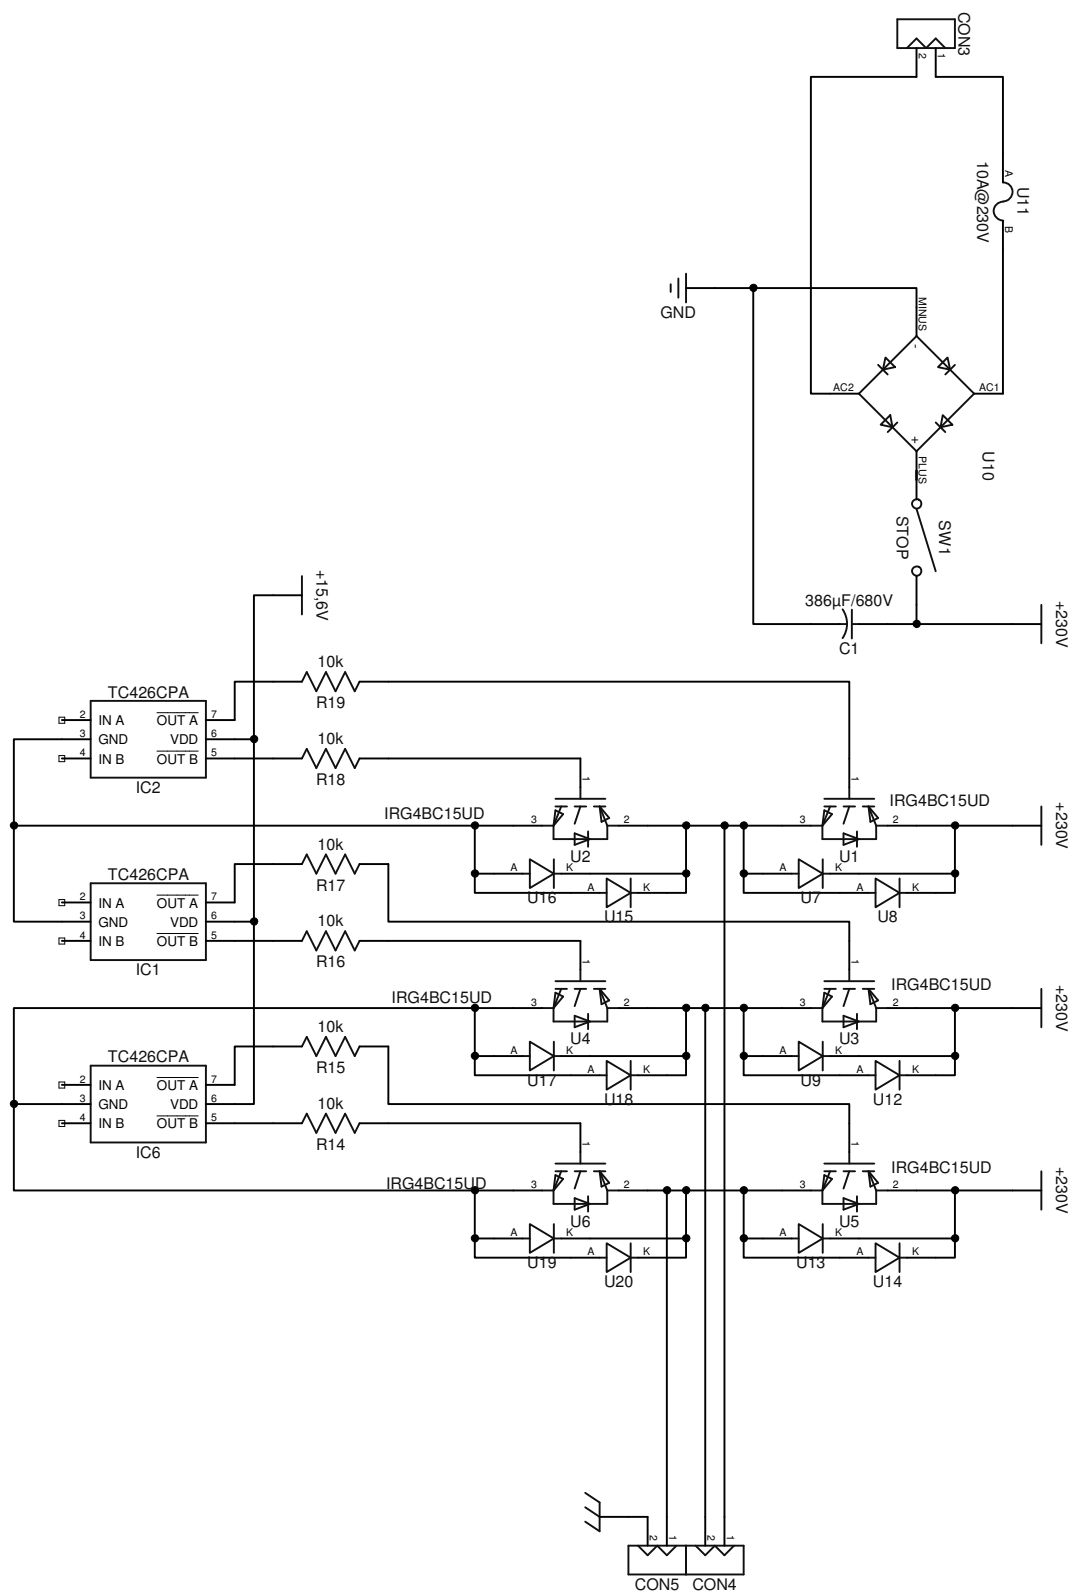 CON3
2 1
A
U11
10A@230V
B
GND
MINUS
-
AC2
AC1
+
PLUS
U10
SW1
STOP
+230V
386µF/680V
C1
+15,6V
10k
R19
TC426CPA
2 IN A OUT A 7
3 GND VDD 6
4 IN B OUT B 5
IC2
10k
R18
1
1
IRG4BC15UD
3 2
U2
IRG4BC15UD
3 2
U1
+230V
A K
U16
A K
U15
A K
U7
A K
U8
10k
R17
TC426CPA
2 IN A OUT A 7
3 GND VDD 6
4 IN B OUT B 5
IC1
10k
R16
1
1
IRG4BC15UD
3 2
U4
IRG4BC15UD
3 2
U3
+230V
A K
U17
A K
U18
A K
U9
A K
U12
10k
R15
TC426CPA
2 IN A OUT A 7
3 GND VDD 6
4 IN B OUT B 5
IC6
10k
R14
1
1
IRG4BC15UD
3 2
U6
IRG4BC15UD
3 2
U5
+230V
A K
U19
A K
U20
A K
U13
A K
U14
2 1 2 1
CON5 CON4